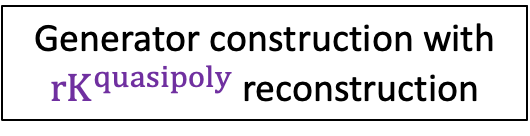 Generator construction with
rK^quasipoly reconstruction